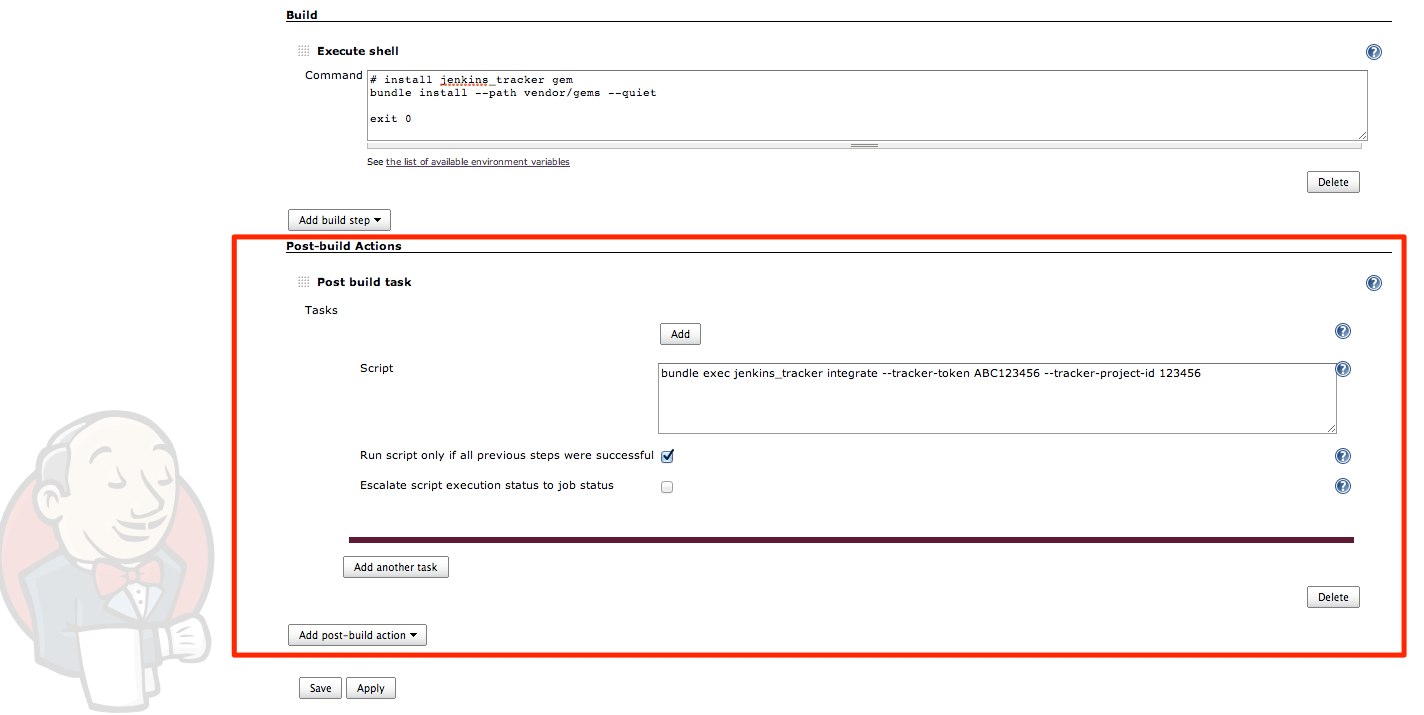 Build
Execute shell
Command
# install jenkins_tracker gem
bundle install --path vendor/gems --quiet
exit 0
See the list of available environment variables
Delete
Add build step
Post-build Actions
Post build task
Tasks
Add
Script
bundle exec jenkins_tracker integrate --tracker-token ABC123456 --tracker-project-id 123456
Run script only if all previous steps were successful
Escalate script execution status to job status
Add another task
Delete
Add post-build action
Save Apply